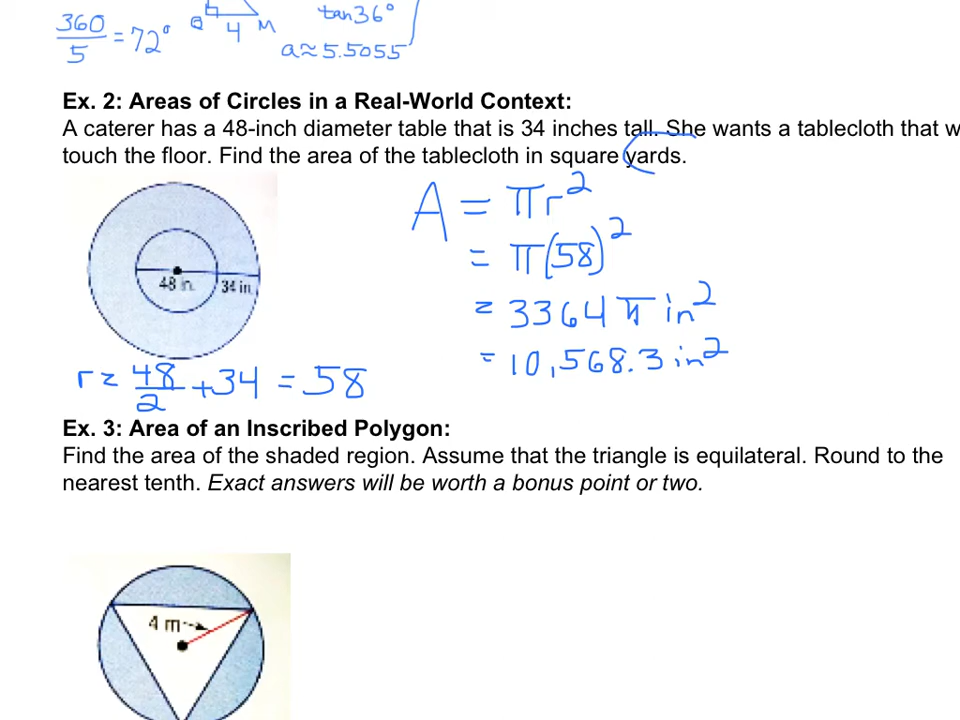 360/5 = 72° Q 4 M tan36°
a≈5.5055
Ex. 2: Areas of Circles in a Real-World Context:
A caterer has a 48-inch diameter table that is 34 inches tall. She wants a tablecloth that w
touch the floor. Find the area of the tablecloth in square yards.
A = πr²
= π(58)²
= 3364π in²
= 10,568.3 in²
48 in. 34 in.
r = 48/2 + 34 = 58
Ex. 3: Area of an Inscribed Polygon:
Find the area of the shaded region. Assume that the triangle is equilateral. Round to the
nearest tenth. Exact answers will be worth a bonus point or two.
4 m